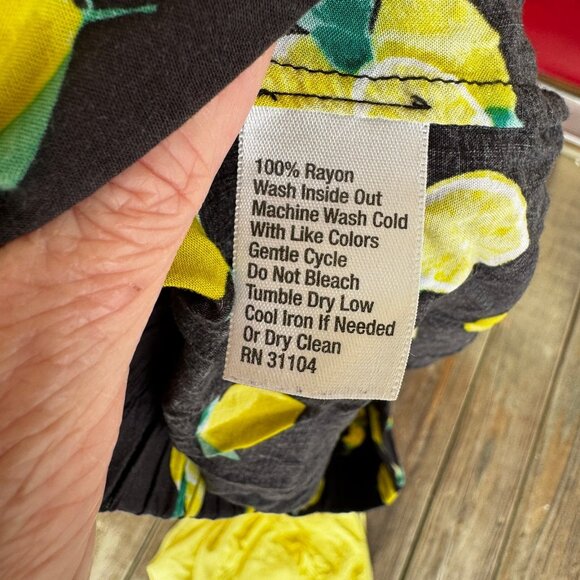 100% Rayon
Wash Inside Out
Machine Wash Cold
With Like Colors
Gentle Cycle
Do Not Bleach
Tumble Dry Low
Cool Iron If Needed
Or Dry Clean
RN 31104